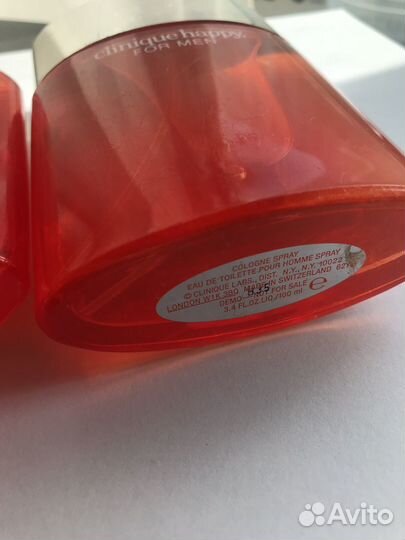 clinique happy.
FOR MEN
COLOGNE SPRAY
EAU DE TOILETTE POUR HOMME SPRAY
© CLINIQUE LABS., DIST. N.Y., N.Y. 10022
LONDON W1K 3BQ MADE IN SWITZERLAND
B35
DEMO-NOT FOR SALE
3.4 FL.OZ.LIQ./100 ml
Avito